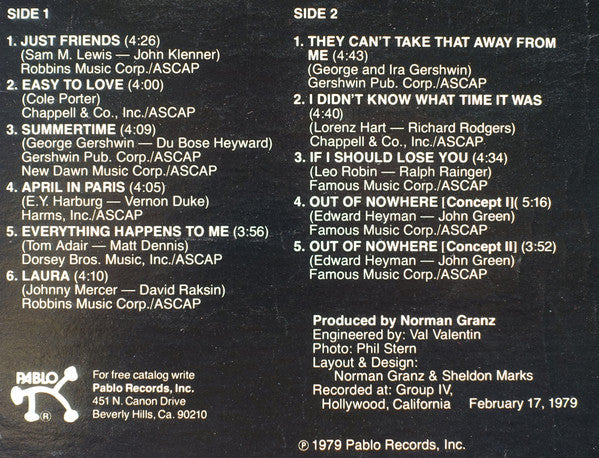 SIDE 1
1. JUST FRIENDS (4:26)
(Sam M. Lewis — John Klenner)
Robbins Music Corp./ASCAP
2. EASY TO LOVE (4:00)
(Cole Porter)
Chappell & Co., Inc./ASCAP
3. SUMMERTIME (4:09)
(George Gershwin — Du Bose Heyward)
Gershwin Pub. Corp./ASCAP
New Dawn Music Corp./ASCAP
4. APRIL IN PARIS (4:05)
(E.Y. Harburg — Vernon Duke)
Harms, Inc./ASCAP
5. EVERYTHING HAPPENS TO ME (3:56)
(Tom Adair — Matt Dennis)
Dorsey Bros. Music, Inc./ASCAP
6. LAURA (4:10)
(Johnny Mercer — David Raksin)
Robbins Music Corp./ASCAP
SIDE 2
1. THEY CAN'T TAKE THAT AWAY FROM
ME (4:43)
(George and Ira Gershwin)
Gershwin Pub. Corp./ASCAP
2. I DIDN'T KNOW WHAT TIME IT WAS
(4:40)
(Lorenz Hart — Richard Rodgers)
Chappell & Co., Inc./ASCAP
3. IF I SHOULD LOSE YOU (4:34)
(Leo Robin — Ralph Rainger)
Famous Music Corp./ASCAP
4. OUT OF NOWHERE [Concept I]( 5:16)
(Edward Heyman — John Green)
Famous Music Corp./ASCAP
5. OUT OF NOWHERE [Concept II] (3:52)
(Edward Heyman — John Green)
Famous Music Corp./ASCAP
Produced by Norman Granz
Engineered by: Val Valentin
Photo: Phil Stern
Layout & Design:
Norman Granz & Sheldon Marks
Recorded at: Group IV,
Hollywood, California February 17, 1979
PABLO
®
For free catalog write
Pablo Records, Inc.
451 N. Canon Drive
Beverly Hills, Ca. 90210
℗ 1979 Pablo Records, Inc.